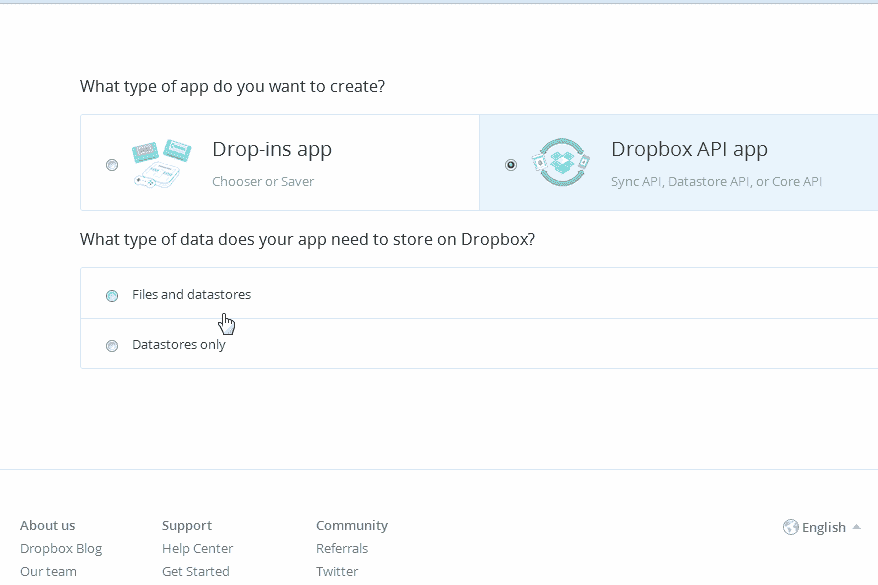 What type of app do you want to create?
Drop-ins app
Chooser or Saver
Dropbox API app
Sync API, Datastore API, or Core API
What type of data does your app need to store on Dropbox?
Files and datastores
Datastores only
About us
Support
Community
English
Dropbox Blog
Help Center
Referrals
Our team
Get Started
Twitter